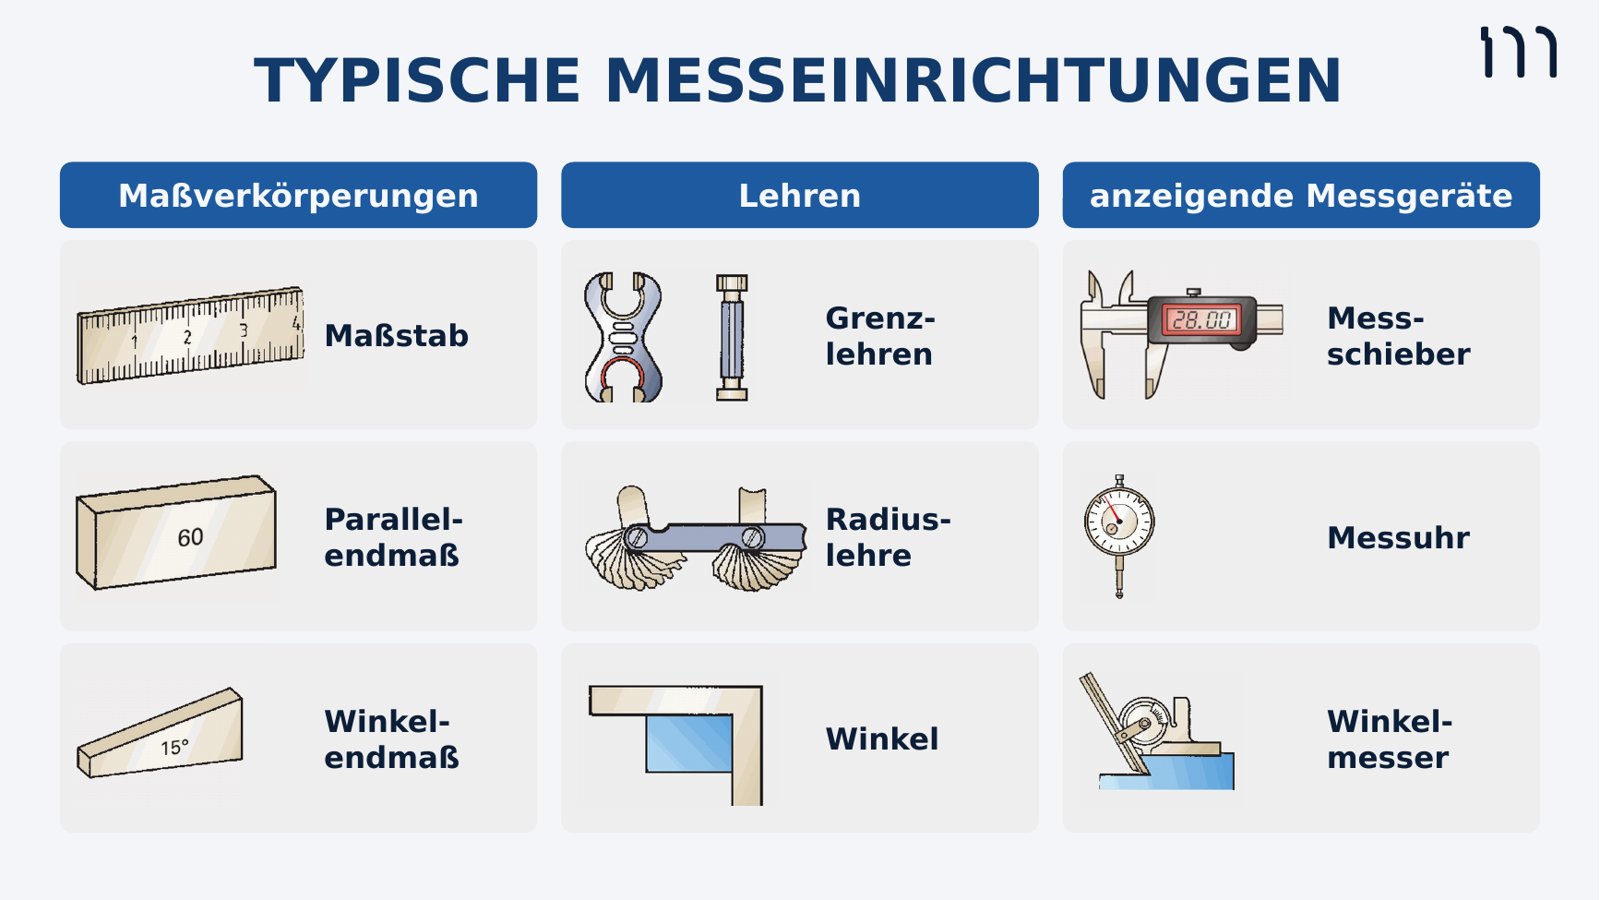 TYPISCHE MESSEINRICHTUNGEN
m
Maßverkörperungen
Lehren
anzeigende Messgeräte
1 2 3 4
Maßstab
Grenz-
lehren
28.00
Mess-
schieber
60
Parallel-
endmaß
Radius-
lehre
Messuhr
15°
Winkel-
endmaß
Winkel
Winkel-
messer